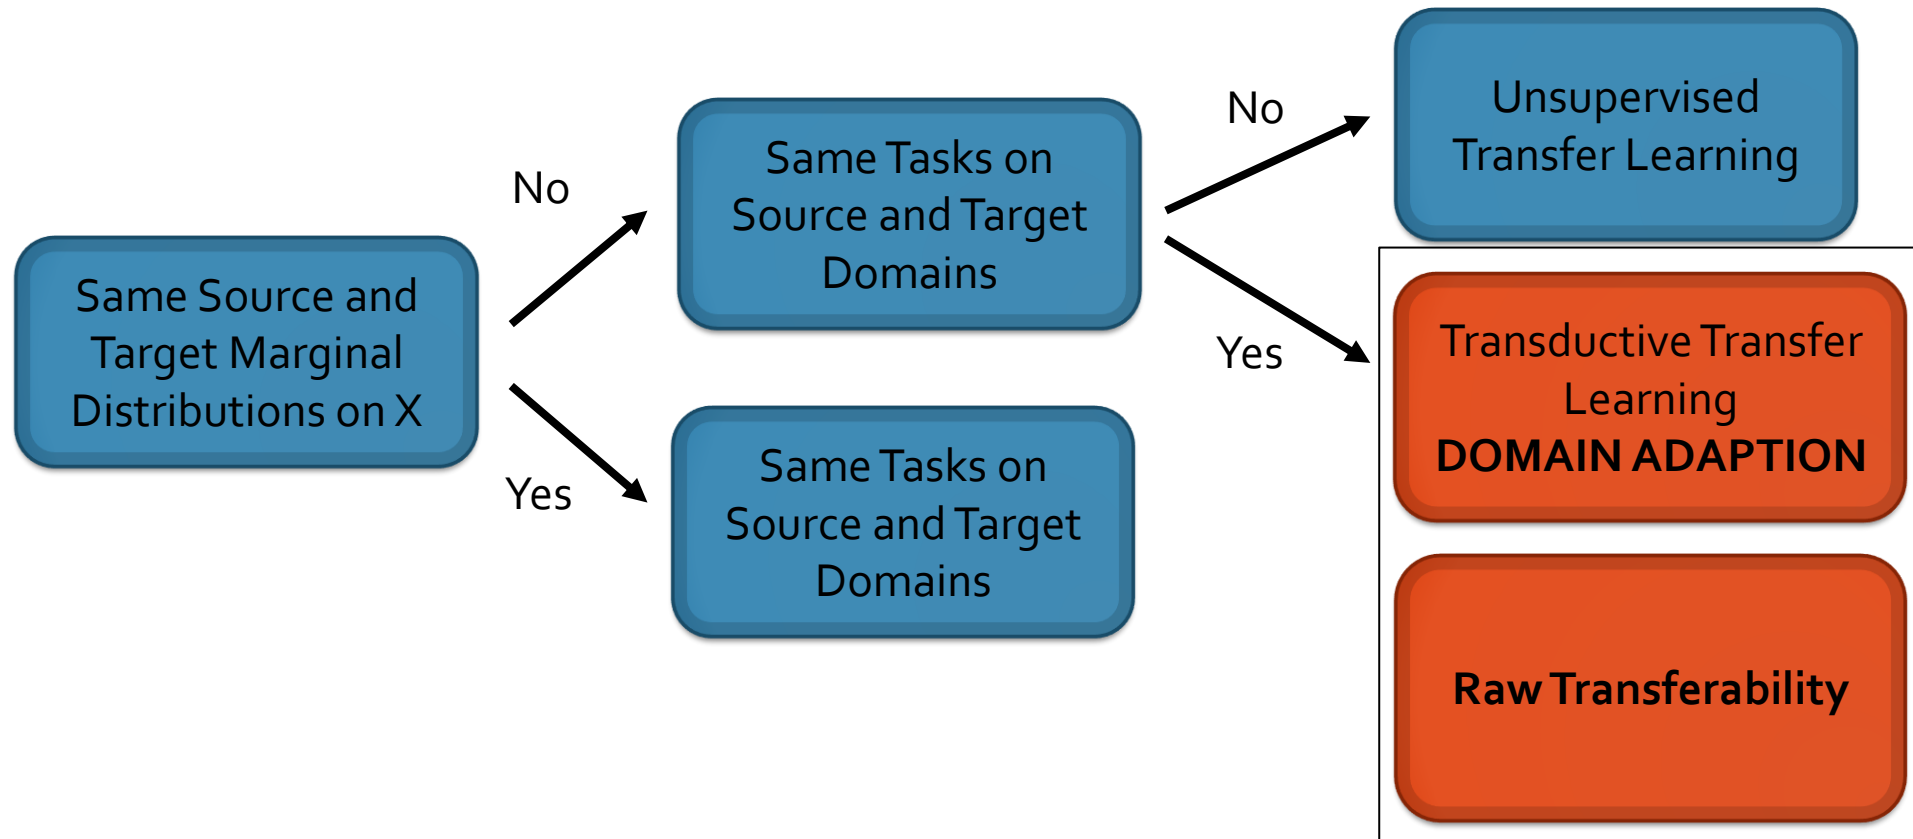 Same Source and
Target Marginal
Distributions on X
No
Yes
Same Tasks on
Source and Target
Domains
Same Tasks on
Source and Target
Domains
No
Yes
Unsupervised
Transfer Learning
Transductive Transfer
Learning
DOMAIN ADAPTION
Raw Transferability